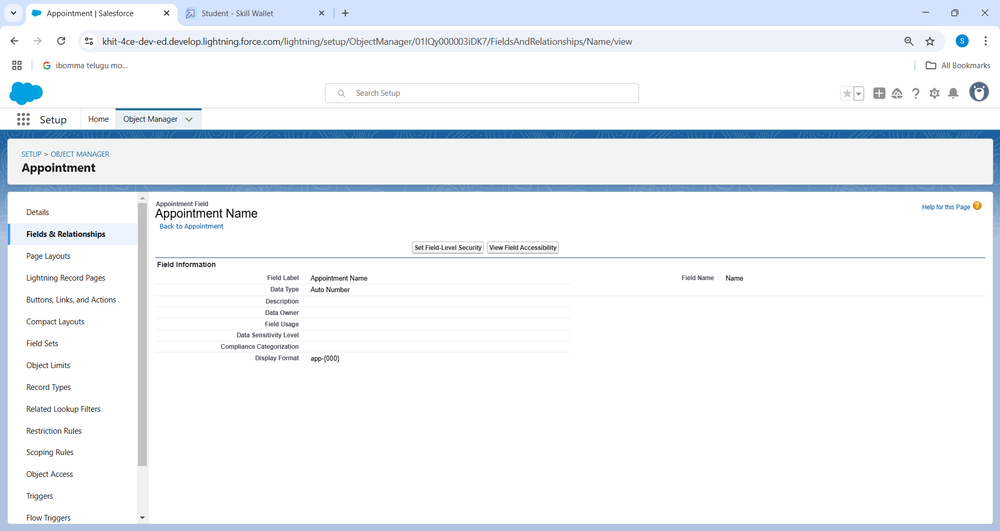 Appointment | Salesforce
Student - Skill Wallet
khit-4ce-dev-ed.develop.lightning.force.com/lightning/setup/ObjectManager/01IQy000003iDK7/FieldsAndRelationships/Name/view
S
ibomma telugu mo...
All Bookmarks
Search Setup
Setup
Home
Object Manager
SETUP > OBJECT MANAGER
Appointment
Details
Fields & Relationships
Page Layouts
Lightning Record Pages
Buttons, Links, and Actions
Compact Layouts
Field Sets
Object Limits
Record Types
Related Lookup Filters
Restriction Rules
Scoping Rules
Object Access
Triggers
Flow Triggers
Appointment Field
Appointment Name
Back to Appointment
Help for this Page ?
Set Field-Level Security View Field Accessibility
Field Information
Field Label Appointment Name Field Name Name
Data Type Auto Number
Description
Data Owner
Field Usage
Data Sensitivity Level
Compliance Categorization
Display Format app-{000}